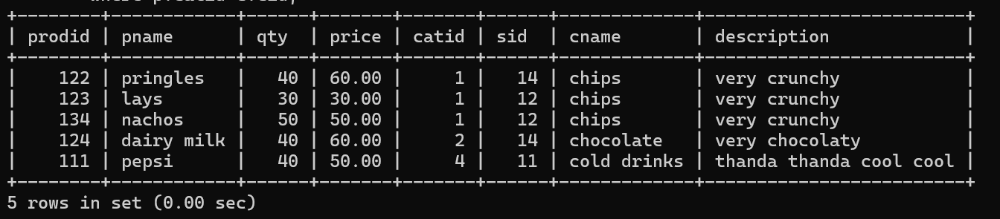 +--------+------------+------+-------+-------+------+-------------+-------------------------+
| prodid | pname      | qty  | price | catid | sid  | cname       | description             |
+--------+------------+------+-------+-------+------+-------------+-------------------------+
|    122 | pringles   |   40 | 60.00 |     1 |   14 | chips       | very crunchy            |
|    123 | lays       |   30 | 30.00 |     1 |   12 | chips       | very crunchy            |
|    134 | nachos     |   50 | 50.00 |     1 |   12 | chips       | very crunchy            |
|    124 | dairy milk |   40 | 60.00 |     2 |   14 | chocolate   | very chocolaty          |
|    111 | pepsi      |   40 | 50.00 |     4 |   11 | cold drinks | thanda thanda cool cool |
+--------+------------+------+-------+-------+------+-------------+-------------------------+
5 rows in set (0.00 sec)